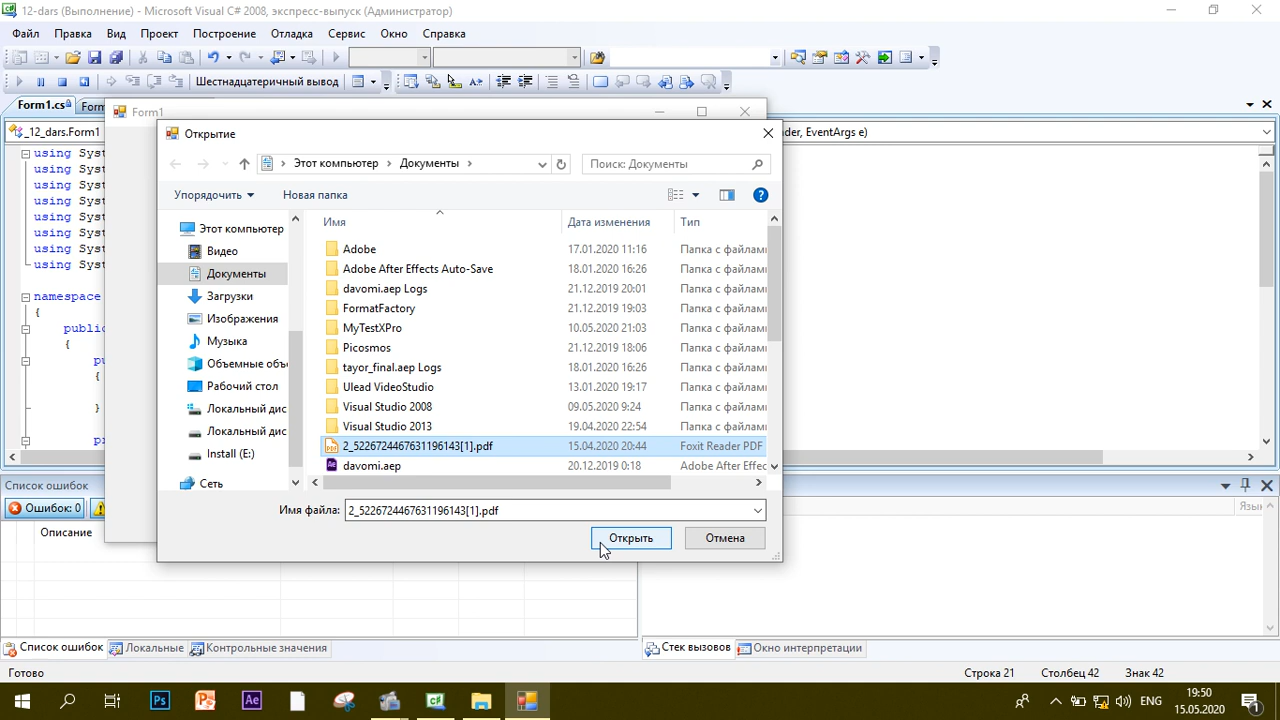 12-dars (Выполнение) - Microsoft Visual C# 2008, экспресс-выпуск (Администратор)
Файл Правка Вид Проект Построение Отладка Сервис Окно Справка
Шестнадцатеричный вывод
Form1.cs
Form1
_12_dars.Form1
EventArgs e)
Открытие
Этот компьютер
Документы
Поиск: Документы
Упорядочить
Новая папка
Этот компьютер
Видео
Документы
Загрузки
Изображения
Музыка
Объемные объ
Рабочий стол
Локальный дис
Локальный дис
Install (E:)
Сеть
Имя Дата изменения Тип
Adobe 17.01.2020 11:16 Папка с файлами
Adobe After Effects Auto-Save 18.01.2020 16:26 Папка с файлами
davomi.aep Logs 21.12.2019 20:01 Папка с файлами
FormatFactory 21.12.2019 19:03 Папка с файлами
MyTestXPro 10.05.2020 21:03 Папка с файлами
Picosmos 21.12.2019 18:06 Папка с файлами
tayor_final.aep Logs 18.01.2020 16:26 Папка с файлами
Ulead VideoStudio 13.01.2020 19:17 Папка с файлами
Visual Studio 2008 09.05.2020 9:24 Папка с файлами
Visual Studio 2013 19.04.2020 22:54 Папка с файлами
2_5226724467631196143[1].pdf 15.04.2020 20:44 Foxit Reader PDF
davomi.aep 20.12.2019 0:18 Adobe After Effec
Имя файла: 2_5226724467631196143[1].pdf
Открыть Отмена
using Sys
using Sys
using Sys
using Sys
using Sys
using Sys
using Sys
using Sys
namespace
{
public
{
pu
{
}
pr
Список ошибок
Ошибок: 0
Описание
Язык
Список ошибок Локальные Контрольные значения
Стек вызовов Окно интерпретации
Готово Строка 21 Столбец 42 Знак 42
ENG 19:50
15.05.2020
1